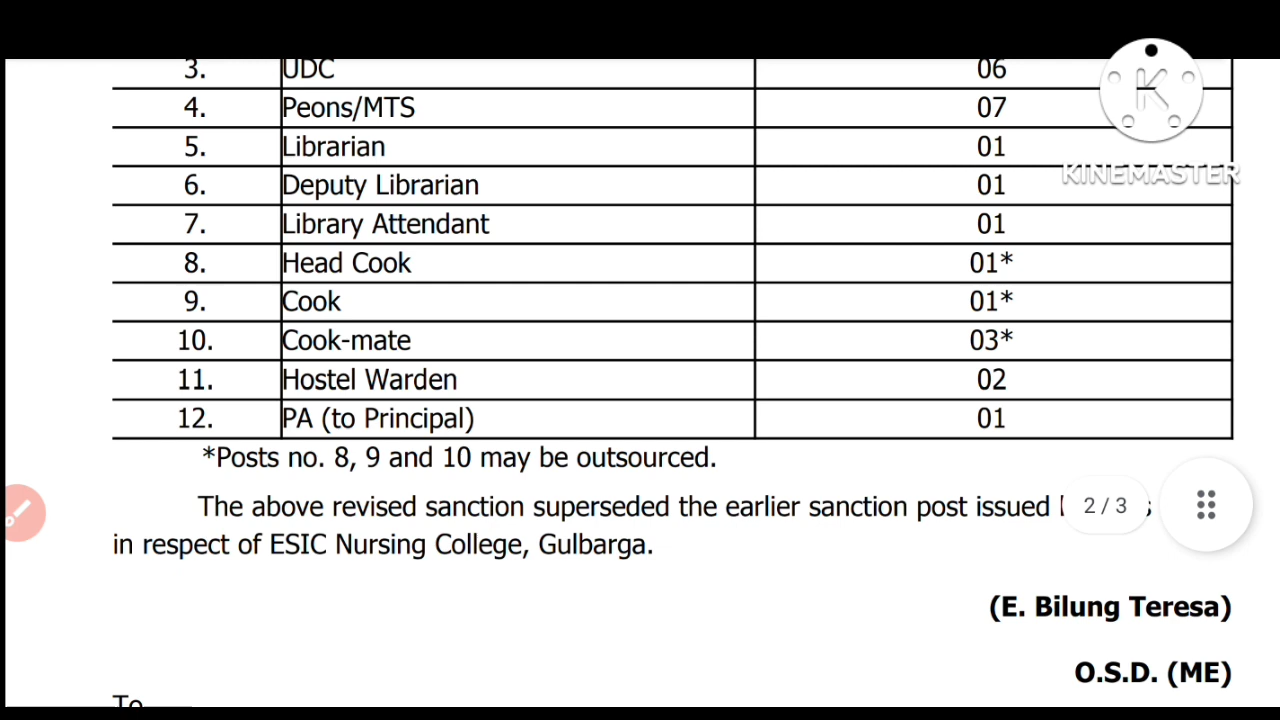 3. UDC 06
4. Peons/MTS 07
5. Librarian 01
6. Deputy Librarian 01
7. Library Attendant 01
8. Head Cook 01*
9. Cook 01*
10. Cook-mate 03*
11. Hostel Warden 02
12. PA (to Principal) 01
*Posts no. 8, 9 and 10 may be outsourced.
The above revised sanction superseded the earlier sanction post issued
in respect of ESIC Nursing College, Gulbarga.
(E. Bilung Teresa)
O.S.D. (ME)
To
K
KINEMASTER
2 / 3